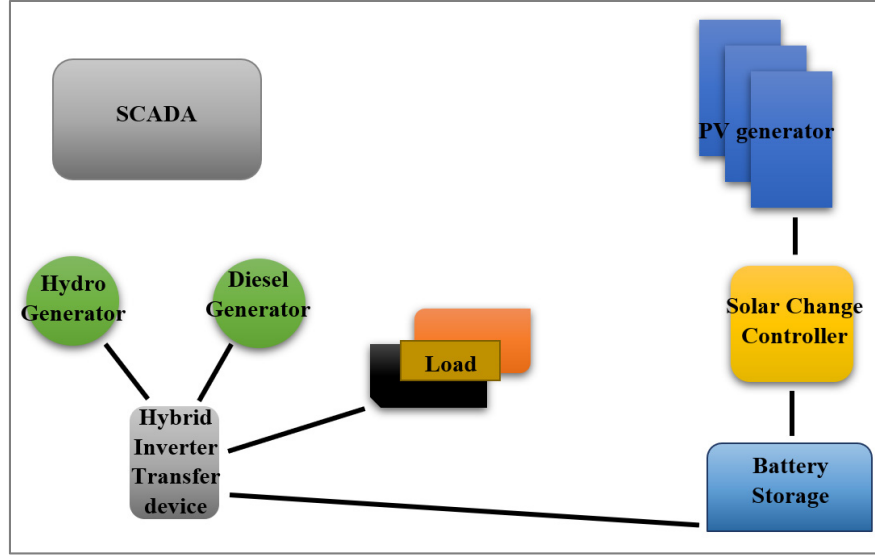 SCADA
PV generator
Hydro
Generator
Diesel
Generator
Solar Change
Controller
Load
Hybrid
Inverter
Transfer
device
Battery
Storage